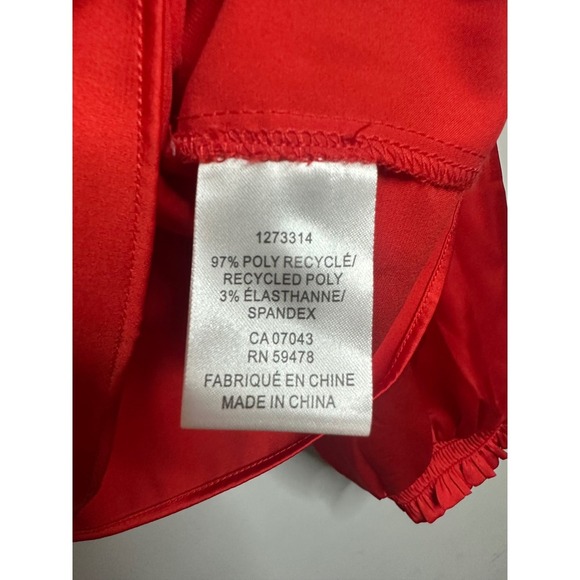 1273314
97% POLY RECYCLÉ/
RECYCLED POLY
3% ÉLASTHANNE/
SPANDEX
CA 07043
RN 59478
FABRIQUÉ EN CHINE
MADE IN CHINA